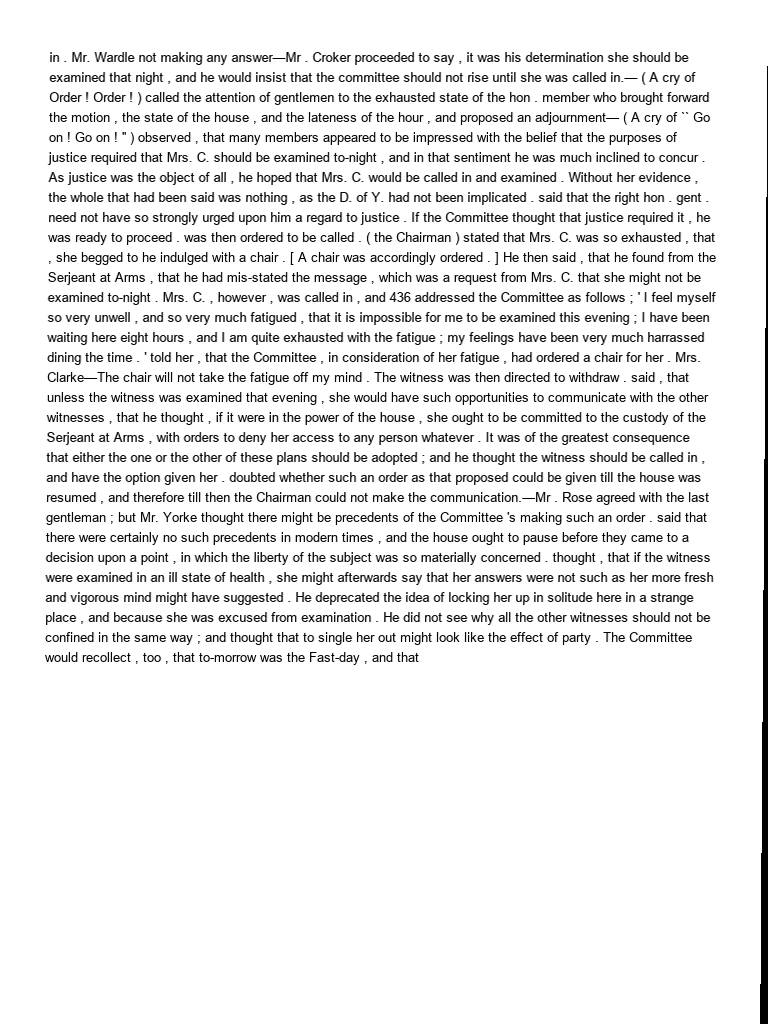 in . Mr. Wardle not making any answer—Mr . Croker proceeded to say , it was his determination she should be
examined that night , and he would insist that the committee should not rise until she was called in.— ( A cry of
Order ! Order ! ) called the attention of gentlemen to the exhausted state of the hon . member who brought forward
the motion , the state of the house , and the lateness of the hour , and proposed an adjournment— ( A cry of `` Go
on ! Go on ! " ) observed , that many members appeared to be impressed with the belief that the purposes of
justice required that Mrs. C. should be examined to-night , and in that sentiment he was much inclined to concur .
As justice was the object of all , he hoped that Mrs. C. would be called in and examined . Without her evidence ,
the whole that had been said was nothing , as the D. of Y. had not been implicated . said that the right hon . gent .
need not have so strongly urged upon him a regard to justice . If the Committee thought that justice required it , he
was ready to proceed . was then ordered to be called . ( the Chairman ) stated that Mrs. C. was so exhausted , that
, she begged to he indulged with a chair . [ A chair was accordingly ordered . ] He then said , that he found from the
Serjeant at Arms , that he had mis-stated the message , which was a request from Mrs. C. that she might not be
examined to-night . Mrs. C. , however , was called in , and 436 addressed the Committee as follows ; ' I feel myself
so very unwell , and so very much fatigued , that it is impossible for me to be examined this evening ; I have been
waiting here eight hours , and I am quite exhausted with the fatigue ; my feelings have been very much harrassed
dining the time . ' told her , that the Committee , in consideration of her fatigue , had ordered a chair for her . Mrs.
Clarke—The chair will not take the fatigue off my mind . The witness was then directed to withdraw . said , that
unless the witness was examined that evening , she would have such opportunities to communicate with the other
witnesses , that he thought , if it were in the power of the house , she ought to be committed to the custody of the
Serjeant at Arms , with orders to deny her access to any person whatever . It was of the greatest consequence
that either the one or the other of these plans should be adopted ; and he thought the witness should be called in ,
and have the option given her . doubted whether such an order as that proposed could be given till the house was
resumed , and therefore till then the Chairman could not make the communication.—Mr . Rose agreed with the last
gentleman ; but Mr. Yorke thought there might be precedents of the Committee 's making such an order . said that
there were certainly no such precedents in modern times , and the house ought to pause before they came to a
decision upon a point , in which the liberty of the subject was so materially concerned . thought , that if the witness
were examined in an ill state of health , she might afterwards say that her answers were not such as her more fresh
and vigorous mind might have suggested . He deprecated the idea of locking her up in solitude here in a strange
place , and because she was excused from examination . He did not see why all the other witnesses should not be
confined in the same way ; and thought that to single her out might look like the effect of party . The Committee
would recollect , too , that to-morrow was the Fast-day , and that